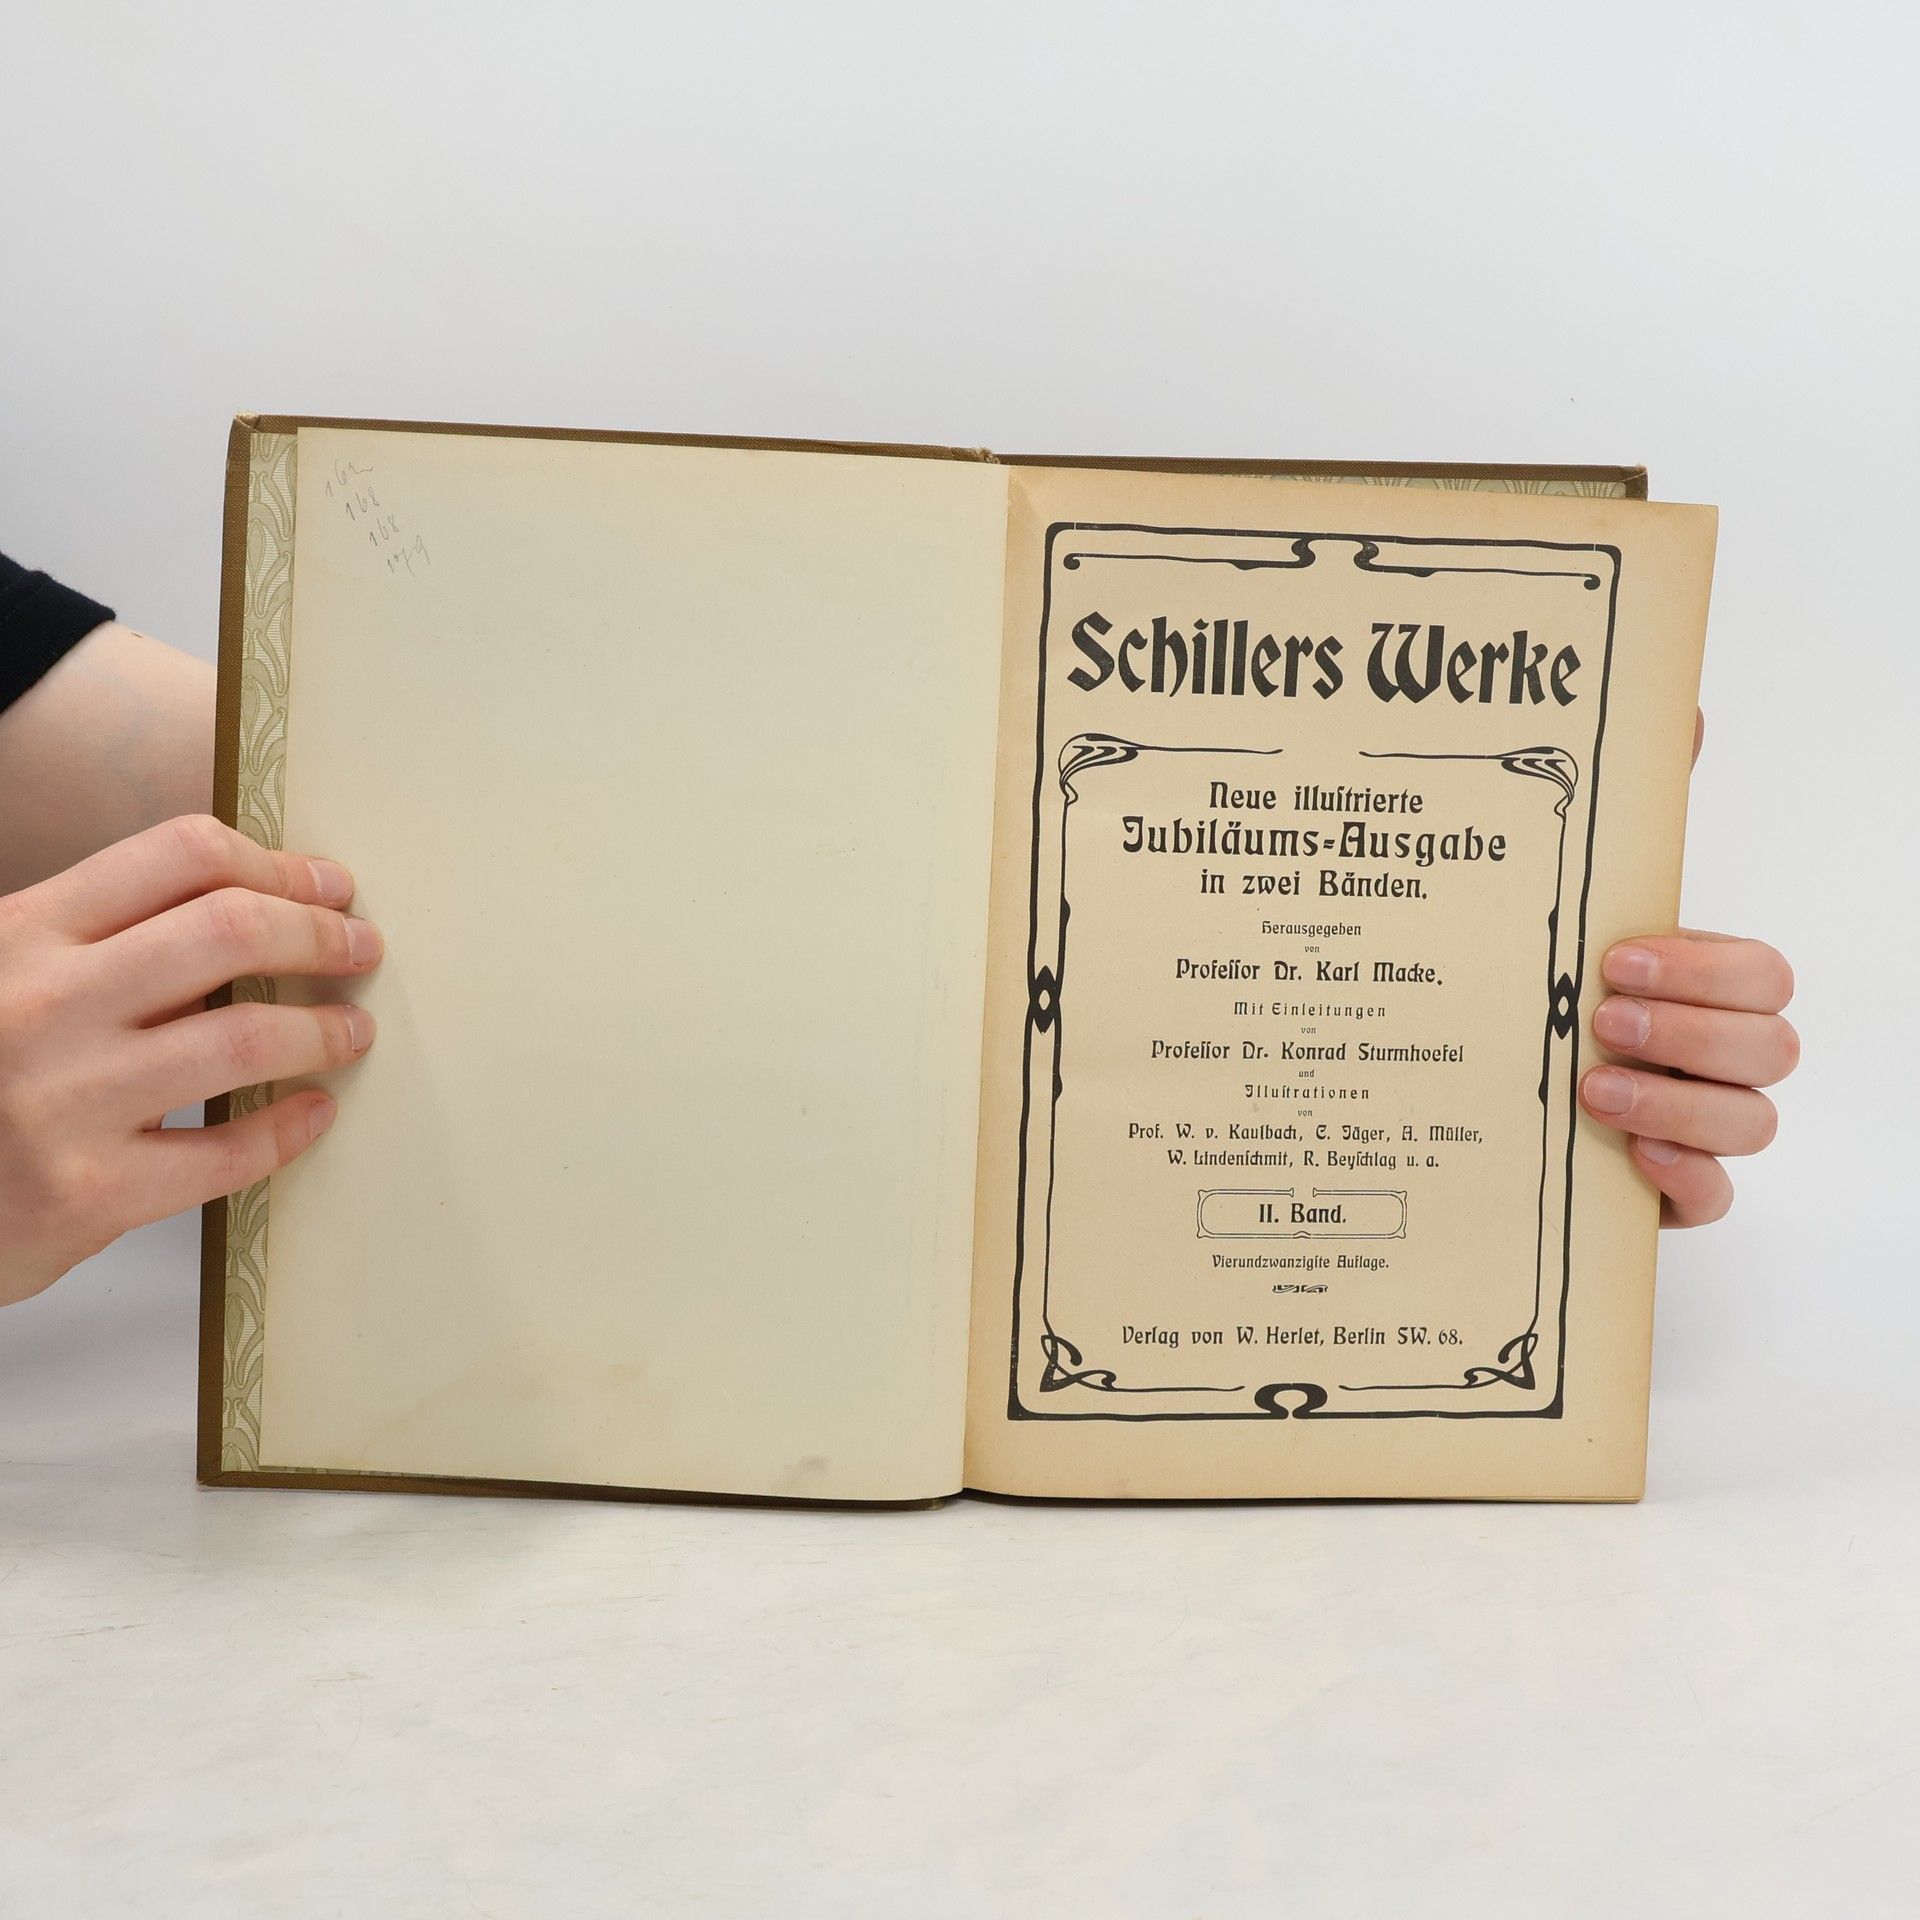 168
168
Schillers Werke
Neue illuſtrierte
Jubiläums-Ausgabe
in zwei Bänden.
Herausgegeben
von
Profeſſor Dr. Karl Macke.
Mit Einleitungen
von
Profeſſor Dr. Konrad Sturmhoefel
und
Illuſtrationen
von
Prof. W. v. Kaulbach, C. Jäger, A. Müller,
W. Lindenſchmit, R. Beyſchlag u. a.
II. Band.
Vierundzwanzigſte Auflage.
Verlag von W. Herlet, Berlin SW. 68.